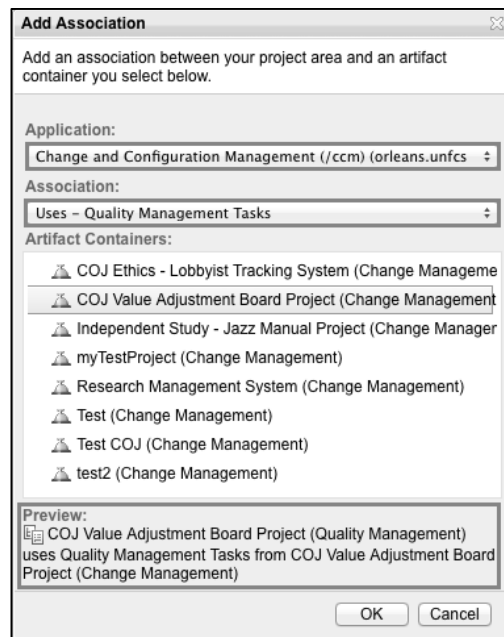 Add Association
Add an association between your project area and an artifact
container you select below.
Application:
Change and Configuration Management (/ccm) (orleans.unfcs
Association:
Uses – Quality Management Tasks
Artifact Containers:
COJ Ethics - Lobbyist Tracking System (Change Manageme
COJ Value Adjustment Board Project (Change Management
Independent Study - Jazz Manual Project (Change Manager
myTestProject (Change Management)
Research Management System (Change Management)
Test (Change Management)
Test COJ (Change Management)
test2 (Change Management)
Preview:
COJ Value Adjustment Board Project (Quality Management)
uses Quality Management Tasks from COJ Value Adjustment Board
Project (Change Management)
OK Cancel